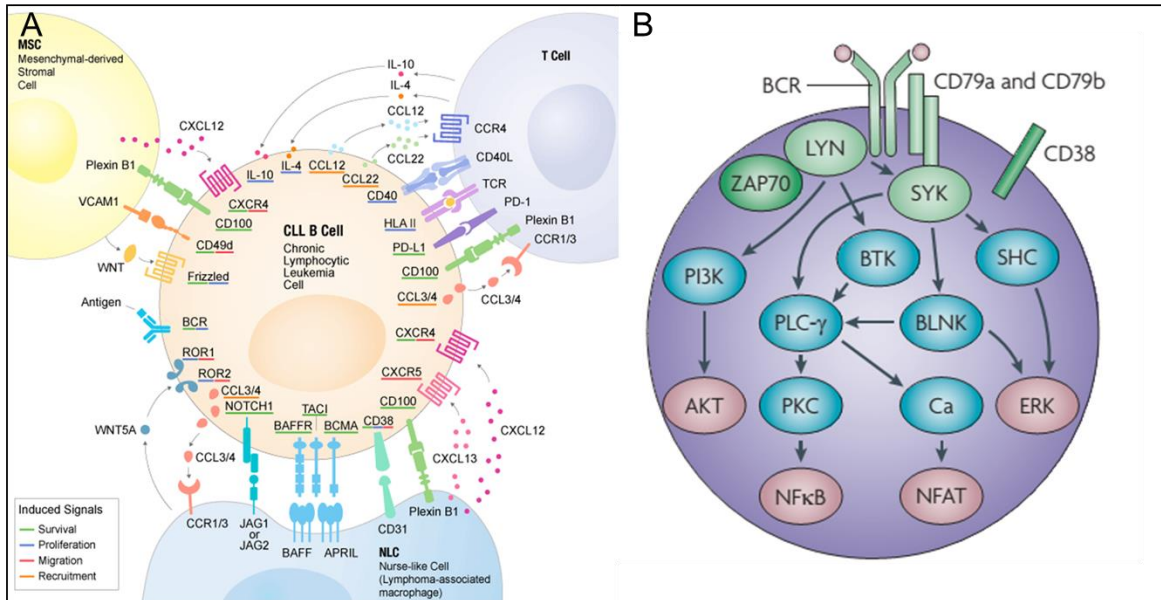 A
MSC
Mesenchymal-derived
Stromal
Cell
T Cell
IL-10
IL-4
CCL12
CCL22
CCR4
CD40L
TCR
PD-1
Plexin B1
CCR1/3
CXCL12
Plexin B1
VCAM1
WNT
Antigen
IL-10
IL-4
CCL12
CCL22
CD40
CXCR4
CD100
CD49d
Frizzled
HLA II
PD-L1
CD100
CCL3/4
CCL3/4
CLL B Cell
Chronic
Lymphocytic
Leukemia
Cell
BCR
ROR1
ROR2
CCL3/4
NOTCH1
TACI
BAFFR
BCMA
CD38
CD100
CXCR5
CXCR4
WNT5A
CCL3/4
CXCL12
CXCL13
Plexin B1
CCR1/3
JAG1
or
JAG2
BAFF
APRIL
CD31
NLC
Nurse-like Cell
(Lymphoma-associated
macrophage)
Induced Signals
Survival
Proliferation
Migration
Recruitment
B
BCR
CD79a and CD79b
CD38
LYN
ZAP70
SYK
PI3K
BTK
SHC
PLC-γ
BLNK
AKT
PKC
Ca
ERK
NFκB
NFAT